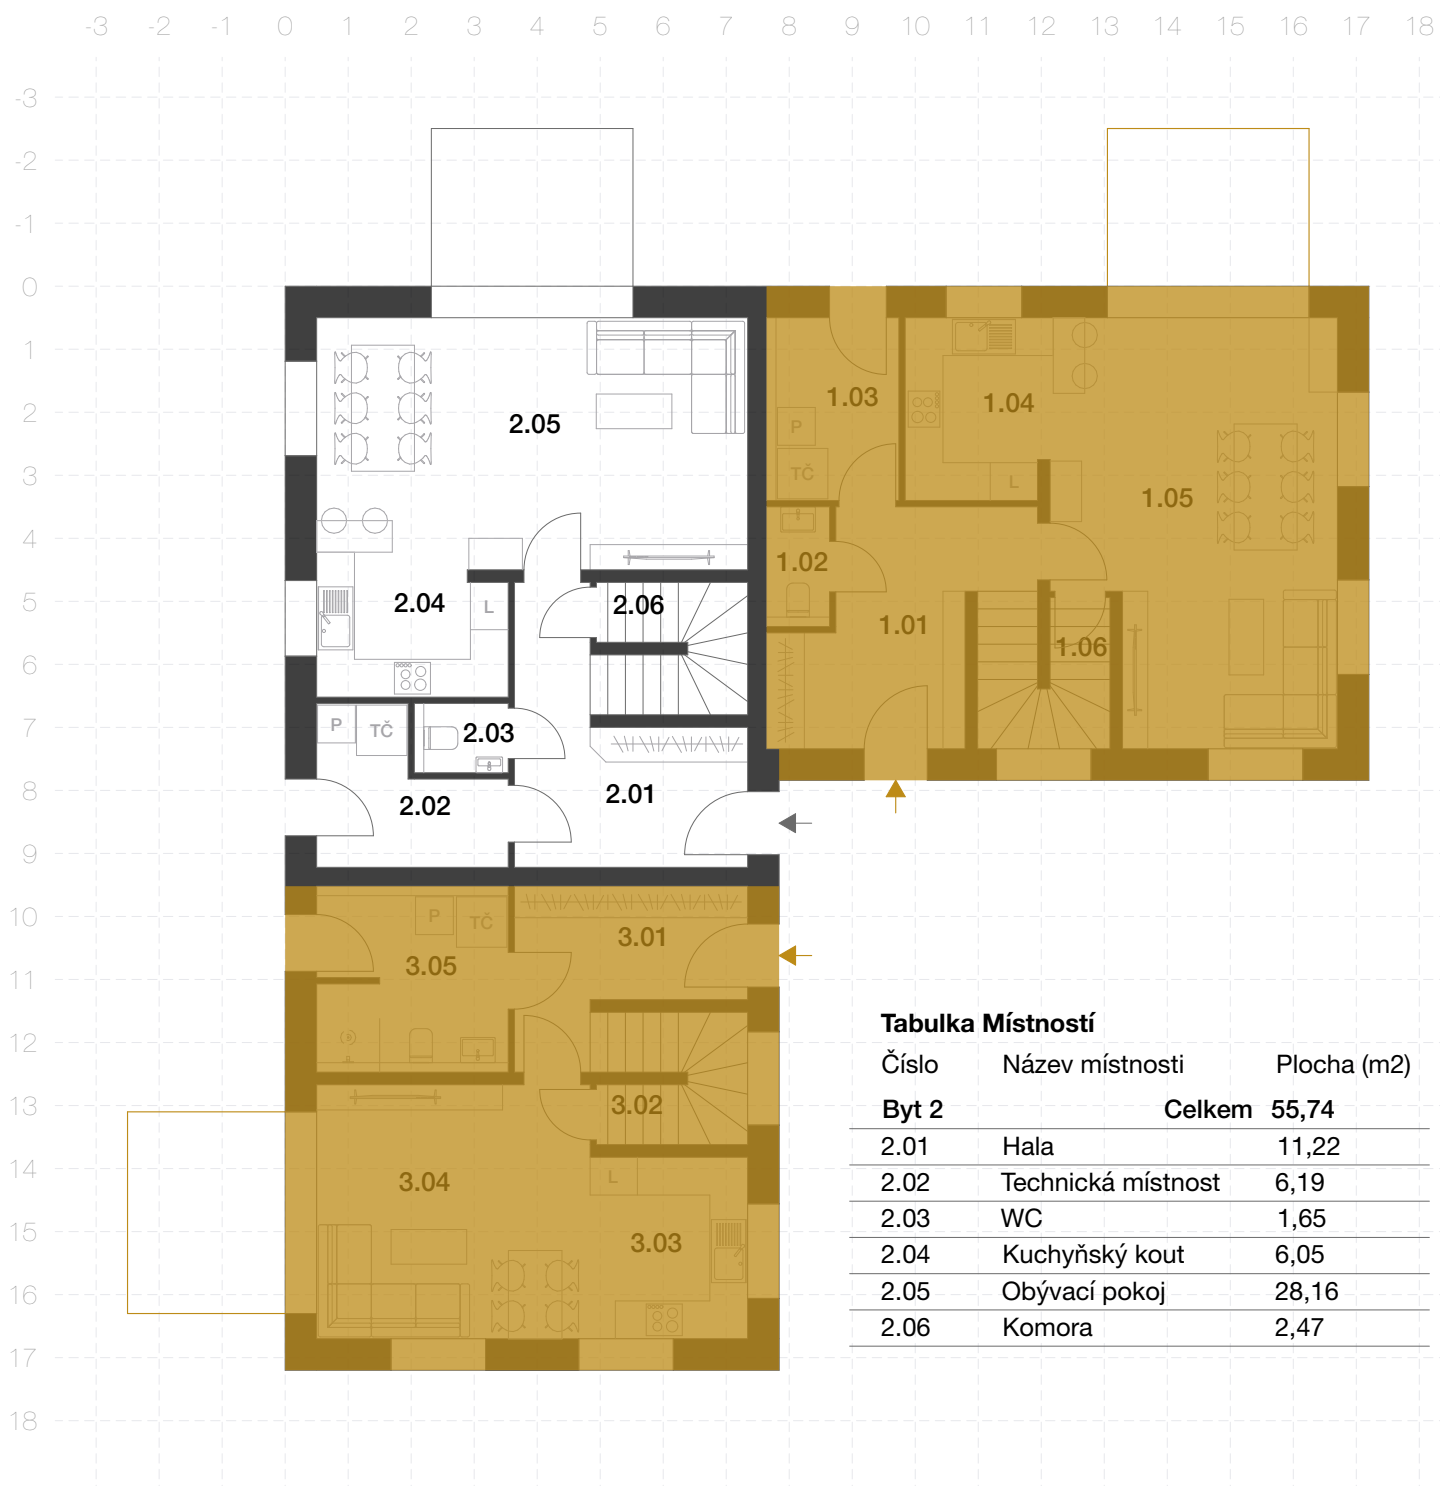 -3 -2 -1 0 1 2 3 4 5 6 7 8 9 10 11 12 13 14 15 16 17 18
-3
-2
-1
0
1
2
3
4
5
6
7
8
9
10
11
12
13
14
15
16
17
18
2.05
1.03
1.04
P
TČ
L
1.05
1.02
2.04
L
2.06
1.01
1.06
P
TČ
2.03
2.02
2.01
P
TČ
3.01
3.05
3.02
3.04
L
3.03
Tabulka Místností
Číslo Název místnosti Plocha (m2)
Byt 2 Celkem 55,74
2.01 Hala 11,22
2.02 Technická místnost 6,19
2.03 WC 1,65
2.04 Kuchyňský kout 6,05
2.05 Obývací pokoj 28,16
2.06 Komora 2,47